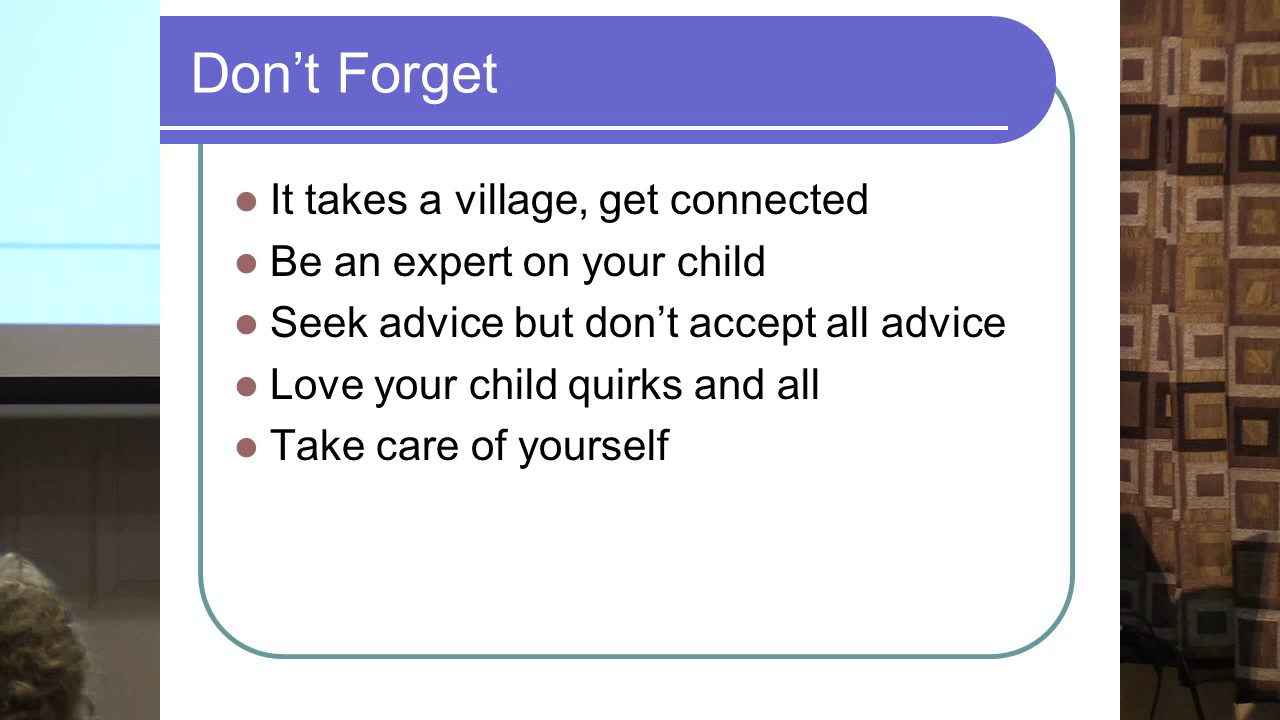 Don’t Forget
It takes a village, get connected
Be an expert on your child
Seek advice but don’t accept all advice
Love your child quirks and all
Take care of yourself